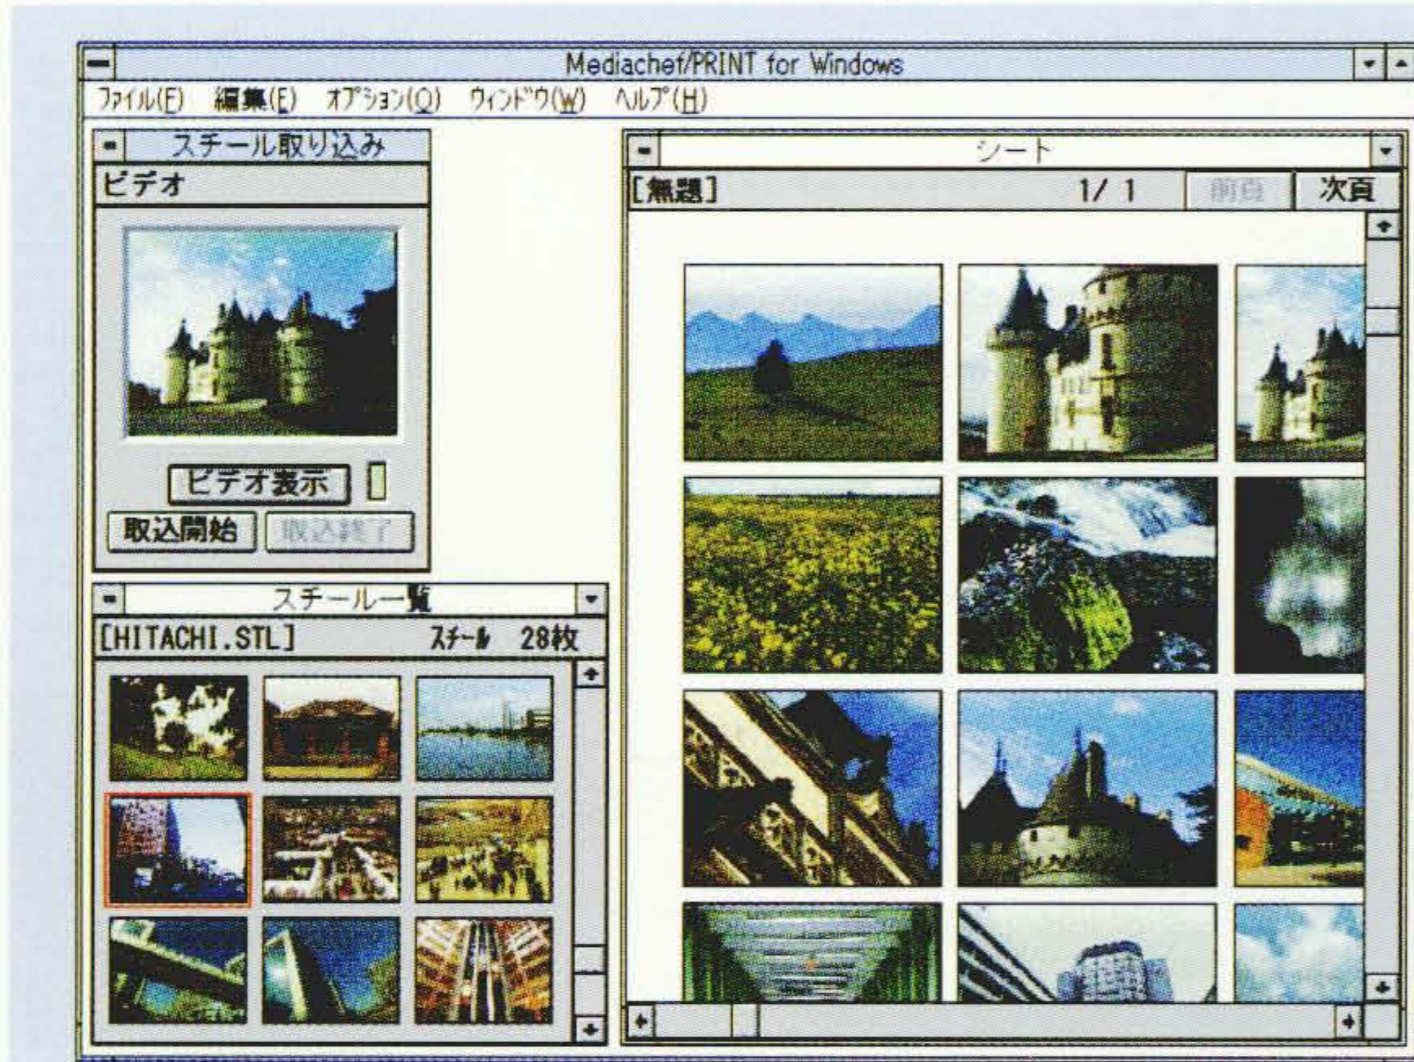 Mediachef/PRINT for Windows
ファイル(F) 編集(E) オプション(O) ウィンドウ(W) ヘルプ(H)
スチール取り込み
ビデオ
ビデオ表示
取込開始 取込終了
スチール一覧
[HITACHI.STL] スチール 28枚
シート
[無題] 1/ 1 前頁 次頁